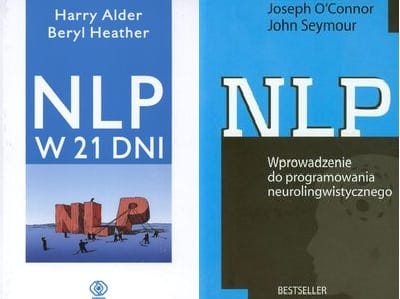 Harry Alder
Beryl Heather
NLP
W 21 DNI
NLP
Joseph O'Connor
John Seymour
NLP
Wprowadzenie
do programowania
neurolingwistycznego
BESTSELLER